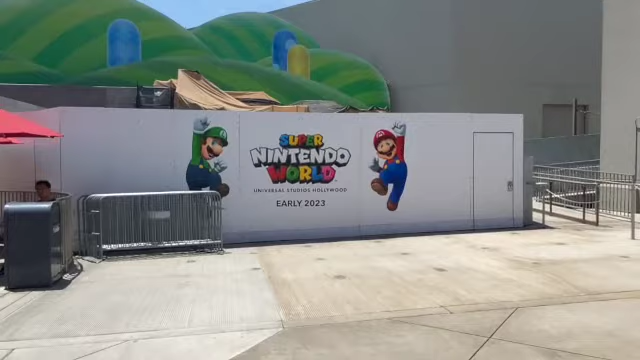 SUPER
NINTENDO
WORLD
UNIVERSAL STUDIOS HOLLYWOOD
EARLY 2023